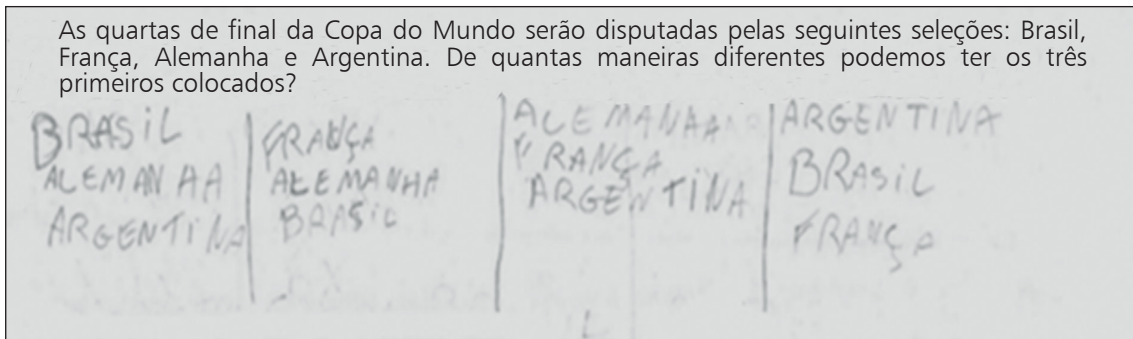 As quartas de final da Copa do Mundo serão disputadas pelas seguintes seleções: Brasil,
França, Alemanha e Argentina. De quantas maneiras diferentes podemos ter os três
primeiros colocados?
BRASIL
ALEMANHA
ARGENTINA
FRANÇA
ALEMANHA
BRASIL
ALEMANHA
FRANÇA
ARGENTINA
ARGENTINA
BRASIL
FRANÇA